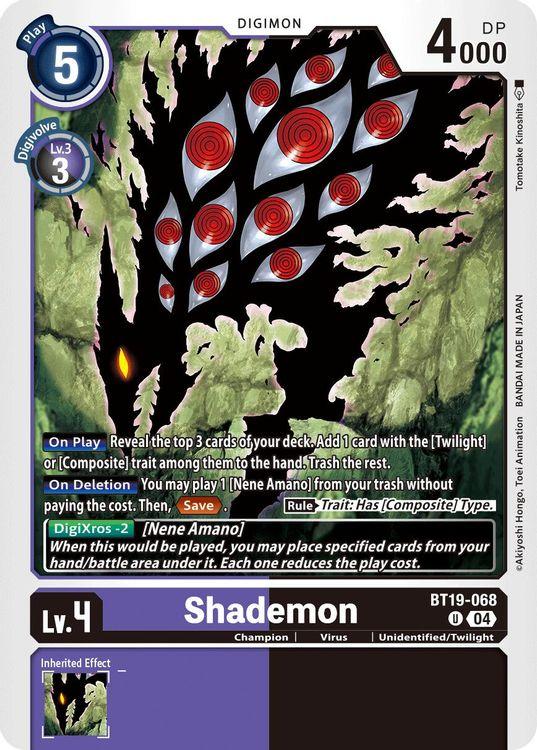 DIGIMON
Play
5
DP
4000
Digivolve
Lv.3
3
Tomotake Kinoshita
©Akiyoshi Hongo, Toei Animation BANDAI MADE IN JAPAN
On Play Reveal the top 3 cards of your deck. Add 1 card with the [Twilight]
or [Composite] trait among them to the hand. Trash the rest.
On Deletion You may play 1 [Nene Amano] from your trash without
paying the cost. Then, Save. Rule Trait: Has [Composite] Type.
DigiXros -2 [Nene Amano]
When this would be played, you may place specified cards from your
hand/battle area under it. Each one reduces the play cost.
Lv.4
Shademon
BT19-068
U 04
Champion | Virus | Unidentified/Twilight
Inherited Effect
–